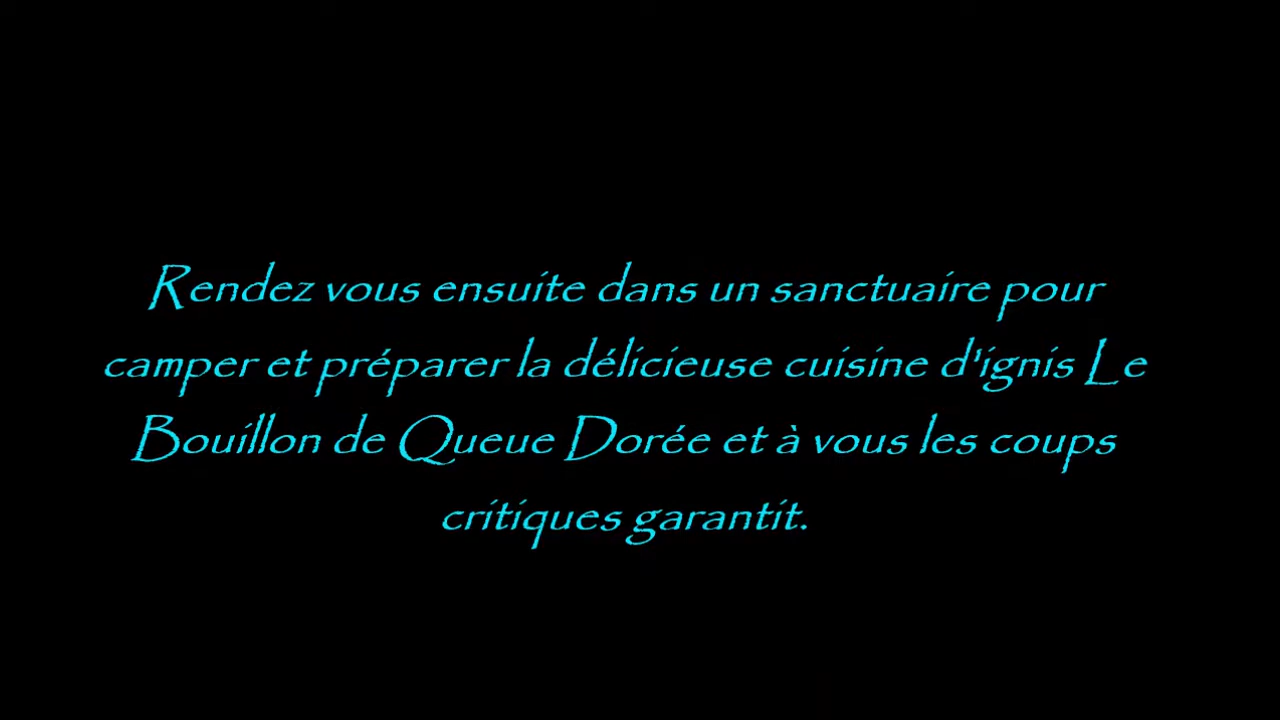 Rendez vous ensuite dans un sanctuaire pour
camper et préparer la délicieuse cuisine d'ignis Le
Bouillon de Queue Dorée et à vous les coups
critiques garantit.